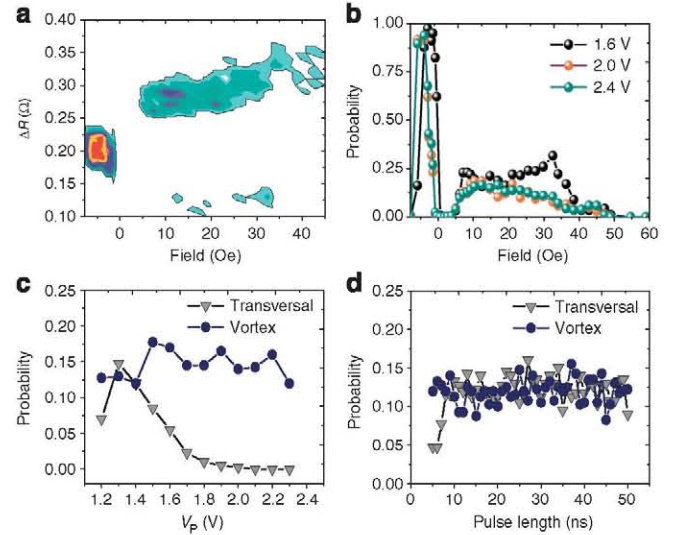 a
0.40
0.35
0.30
0.25
0.20
0.15
0.10
ΔR (Ω)
0 10 20 30 40
Field (Oe)
b
1.00
0.75
0.50
0.25
0.00
Probability
1.6 V
2.0 V
2.4 V
0 10 20 30 40 50 60
Field (Oe)
c
0.25
0.20
0.15
0.10
0.05
0.00
Probability
Transversal
Vortex
1.2 1.4 1.6 1.8 2.0 2.2 2.4
VP (V)
d
0.25
0.20
0.15
0.10
0.05
0.00
Probability
Transversal
Vortex
0 10 20 30 40 50
Pulse length (ns)